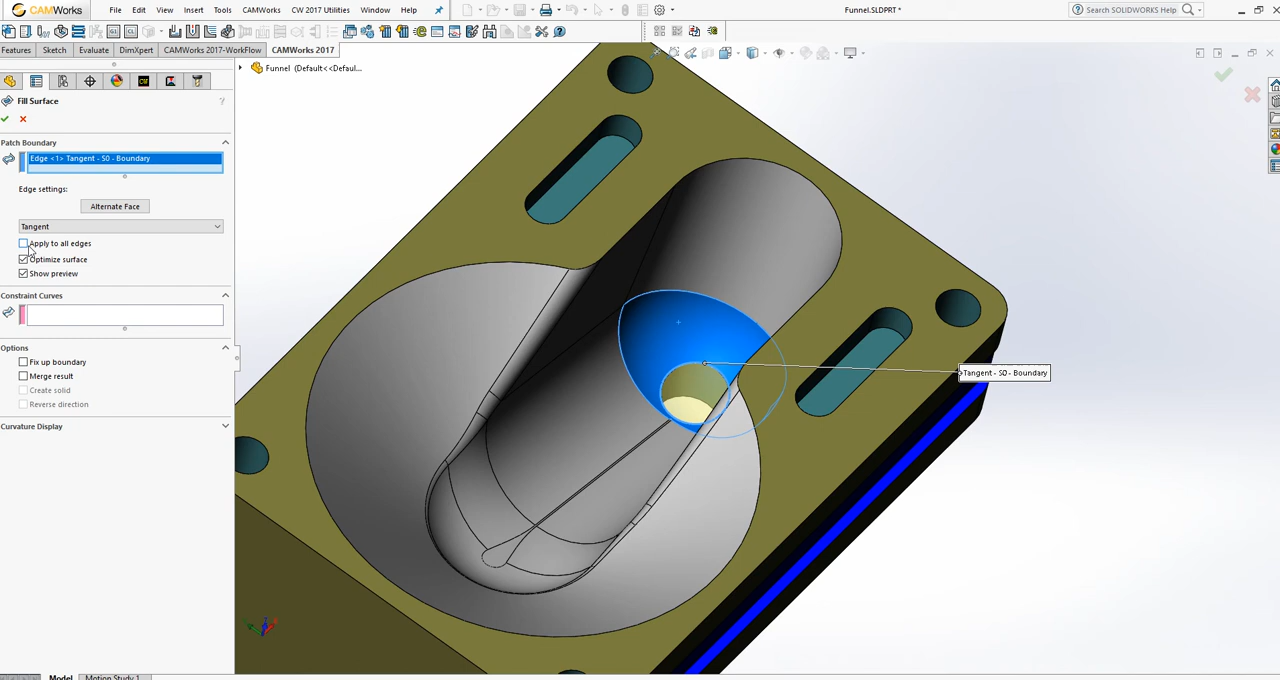 CAMWorks
File
Edit
View
Insert
Tools
CAMWorks
CW 2017 Utilities
Window
Help
Funnel.SLDPRT *
Search SOLIDWORKS Help
Features
Sketch
Evaluate
DimXpert
CAMWorks 2017-WorkFlow
CAMWorks 2017
Funnel (Default<<Defaul...
Fill Surface
?
Patch Boundary
Edge <1> Tangent - S0 - Boundary
Edge settings:
Alternate Face
Tangent
Apply to all edges
Optimize surface
Show preview
Constraint Curves
Options
Fix up boundary
Merge result
Create solid
Reverse direction
Curvature Display
Tangent - S0 - Boundary
Model
Motion Study 1